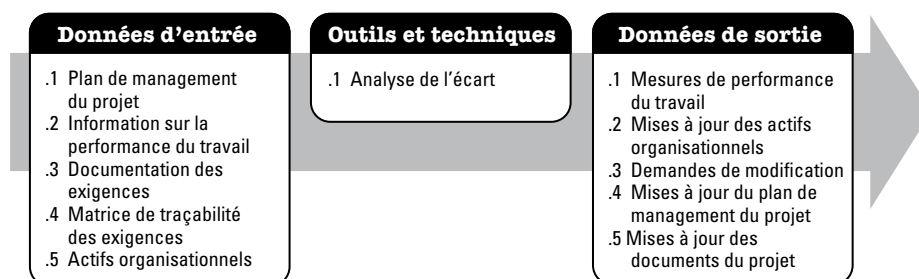 Données d'entrée
.1 Plan de management
du projet
.2 Information sur la
performance du travail
.3 Documentation des
exigences
.4 Matrice de traçabilité
des exigences
.5 Actifs organisationnels
Outils et techniques
.1 Analyse de l'écart
Données de sortie
.1 Mesures de performance
du travail
.2 Mises à jour des actifs
organisationnels
.3 Demandes de modification
.4 Mises à jour du plan de
management du projet
.5 Mises à jour des
documents du projet